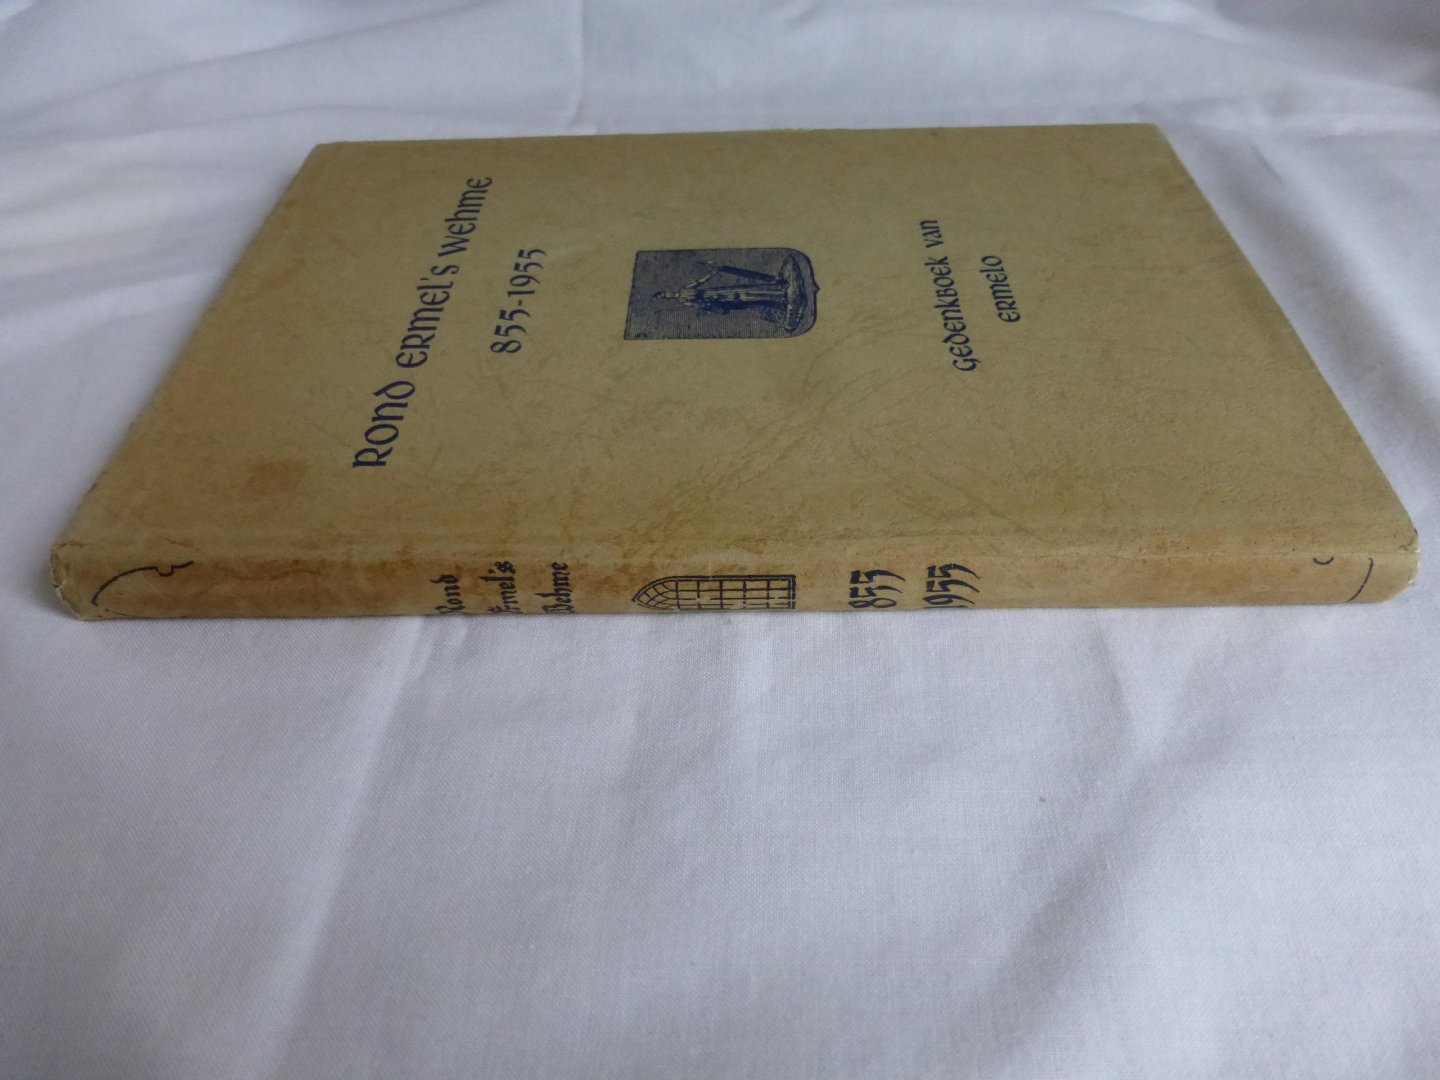 Rond Ermel's Wehme
855-1955
Gedenkboek van
Ermelo
Rond
Ermel's
Wehme
855
1955